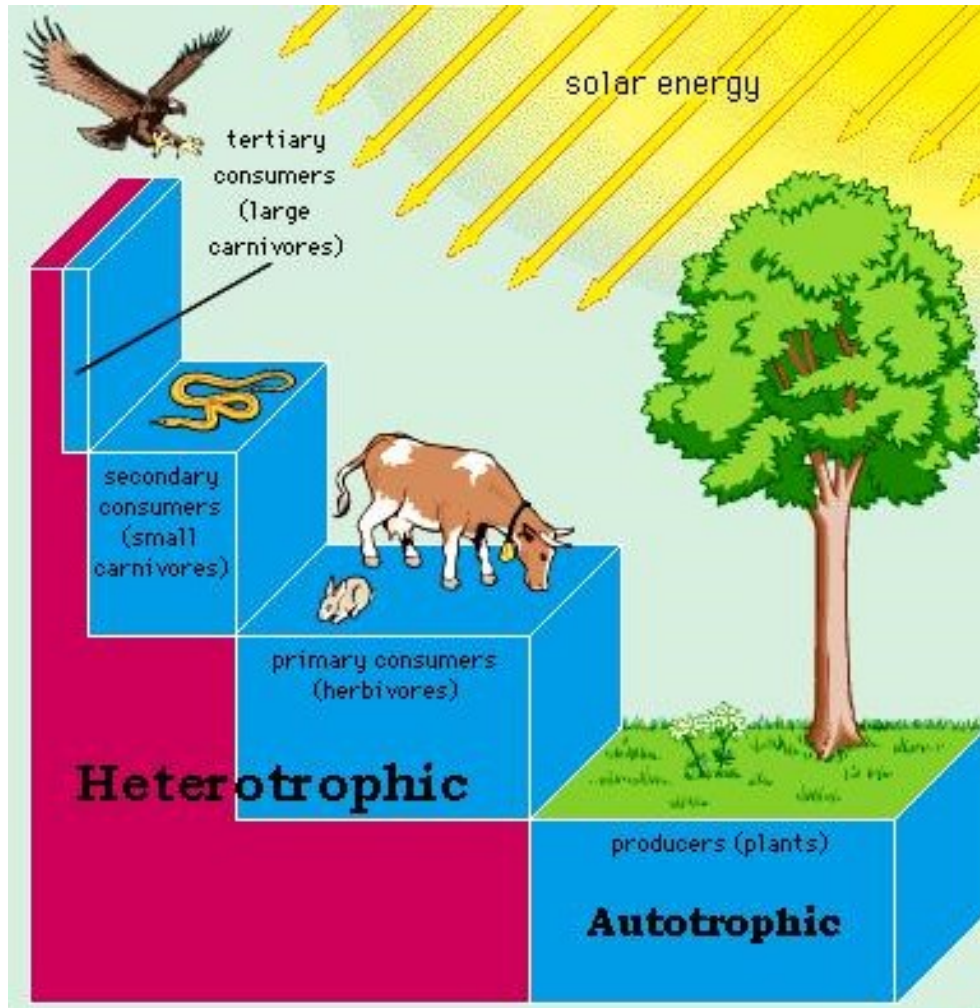 solar energy
tertiary
consumers
(large
carnivores)
secondary
consumers
(small
carnivores)
primary consumers
(herbivores)
Heterotrophic
producers (plants)
Autotrophic